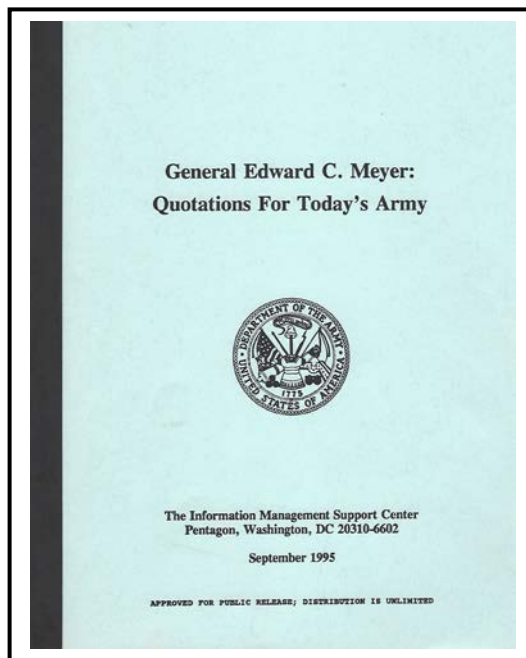 General Edward C. Meyer:
Quotations For Today's Army
DEPARTMENT OF THE ARMY
UNITED STATES OF AMERICA
1775
The Information Management Support Center
Pentagon, Washington, DC 20310-6602
September 1995
APPROVED FOR PUBLIC RELEASE; DISTRIBUTION IS UNLIMITED